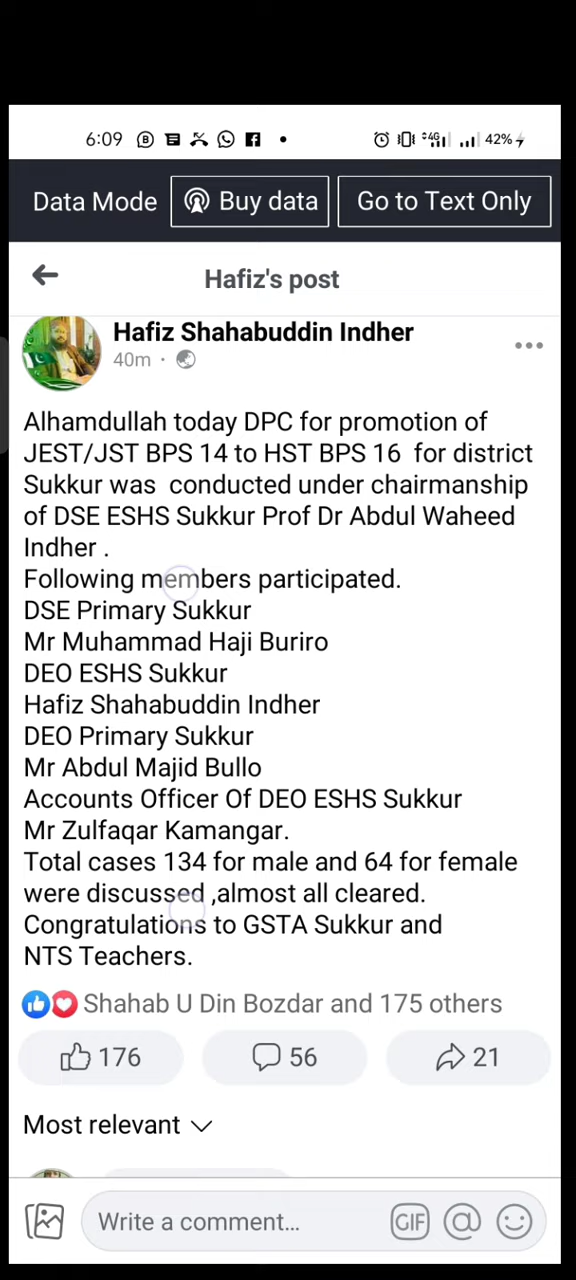 6:09
4G 42%
Data Mode Buy data Go to Text Only
Hafiz's post
Hafiz Shahabuddin Indher
40m ·
Alhamdullah today DPC for promotion of
JEST/JST BPS 14 to HST BPS 16 for district
Sukkur was conducted under chairmanship
of DSE ESHS Sukkur Prof Dr Abdul Waheed
Indher .
Following members participated.
DSE Primary Sukkur
Mr Muhammad Haji Buriro
DEO ESHS Sukkur
Hafiz Shahabuddin Indher
DEO Primary Sukkur
Mr Abdul Majid Bullo
Accounts Officer Of DEO ESHS Sukkur
Mr Zulfaqar Kamangar.
Total cases 134 for male and 64 for female
were discussed ,almost all cleared.
Congratulations to GSTA Sukkur and
NTS Teachers.
Shahab U Din Bozdar and 175 others
176 56 21
Most relevant
Write a comment... GIF @